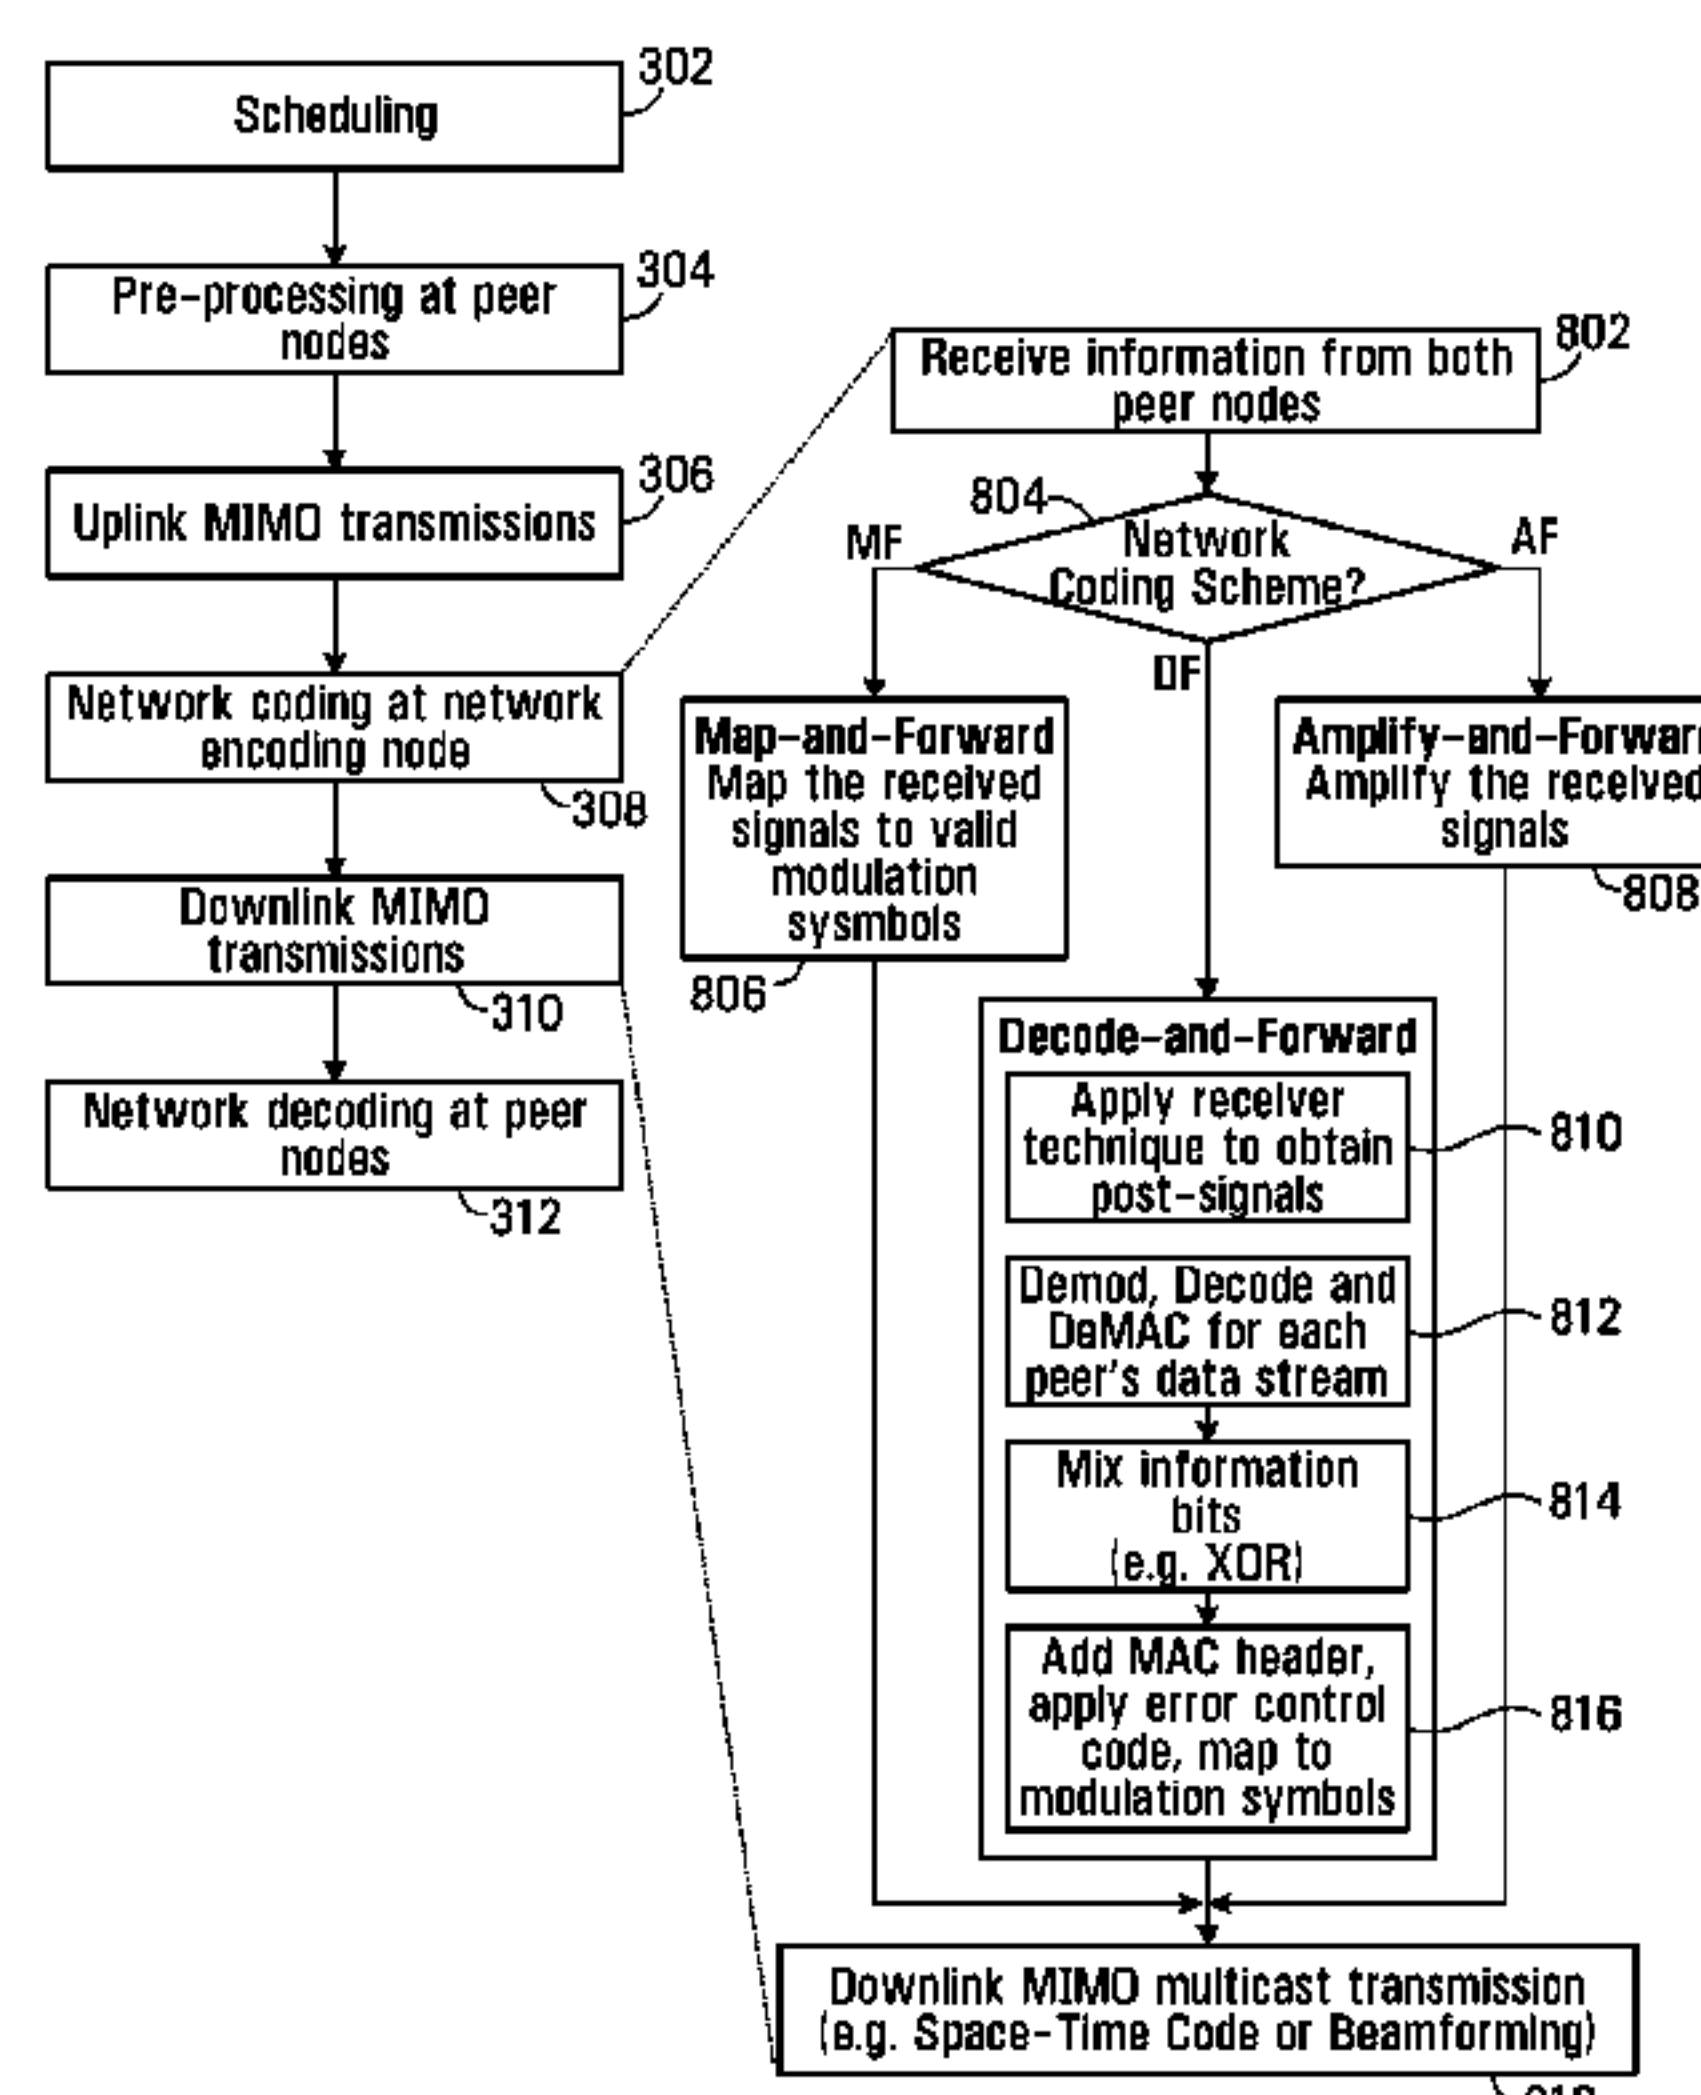 302
Scheduling
304
Pre-processing at peer
nodes
306
Uplink MIMO transmissions
Network coding at network
encoding node
308
Downlink MIMO
transmissions
310
Network decoding at peer
nodes
312
802
Receive information from both
peer nodes
804
Network
Coding Scheme?
MF
DF
AF
Map-and-Forward
Map the received
signals to valid
modulation
sysmbols
806
Amplify-and-Forward
Amplify the received
signals
808
Decode-and-Forward
Apply receiver
technique to obtain
post-signals
810
Demod, Decode and
DeMAC for each
peer's data stream
812
Mix information
bits
(e.g. XOR)
814
Add MAC header,
apply error control
code, map to
modulation symbols
816
Downlink MIMO multicast transmission
(e.g. Space-Time Code or Beamforming)